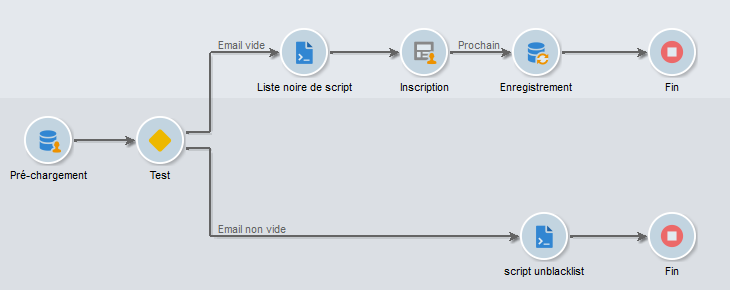 Email vide
Prochain
Liste noire de script
Inscription
Enregistrement
Fin
Pré-chargement
Test
Email non vide
script unblacklist
Fin